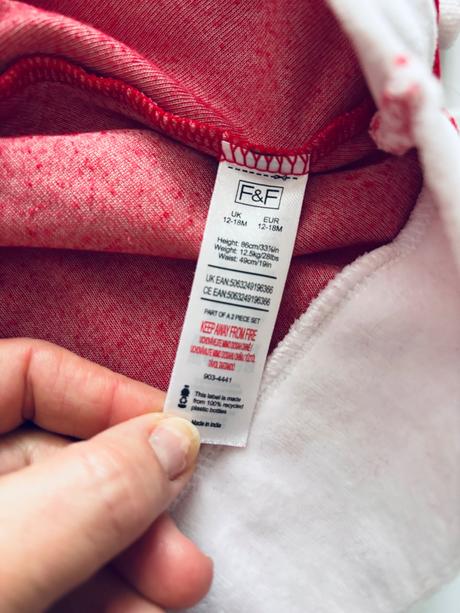 F&F
UK EUR
12-18M 12-18M
Height: 86cm/33⅞in
Weight: 12.5kg/28lbs
Waist: 49cm/19in
UK EAN:5063249196366
CE EAN:5063249196366
PART OF A 2 PIECE SET
KEEP AWAY FROM FIRE
903-4441
This label is made
from 100% recycled
plastic bottles
Made in India